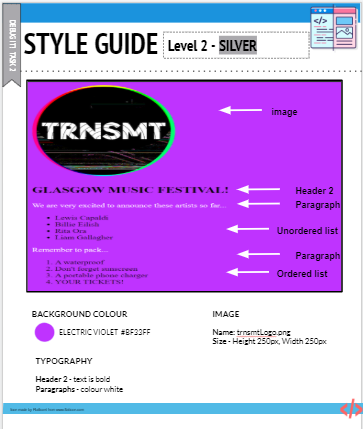 DEBUG IT TASK 2
STYLE GUIDE
Level 2 - SILVER
TRNSMT
image
GLASGOW MUSIC FESTIVAL!
Header 2
We are very excited to announce these artists so far...
Paragraph
Lewis Capaldi
Billie Eilish
Rita Ora
Liam Gallagher
Unordered list
Remember to pack...
Paragraph
1. A waterproof
2. Don't forget sunscreen
3. A portable phone charger
4. YOUR TICKETS!
Ordered list
BACKGROUND COLOUR
ELECTRIC VIOLET #BF33FF
IMAGE
Name: trnsmtLogo.png
Size - Height 250px, Width 250px
TYPOGRAPHY
Header 2 - text is bold
Paragraphs - colour white